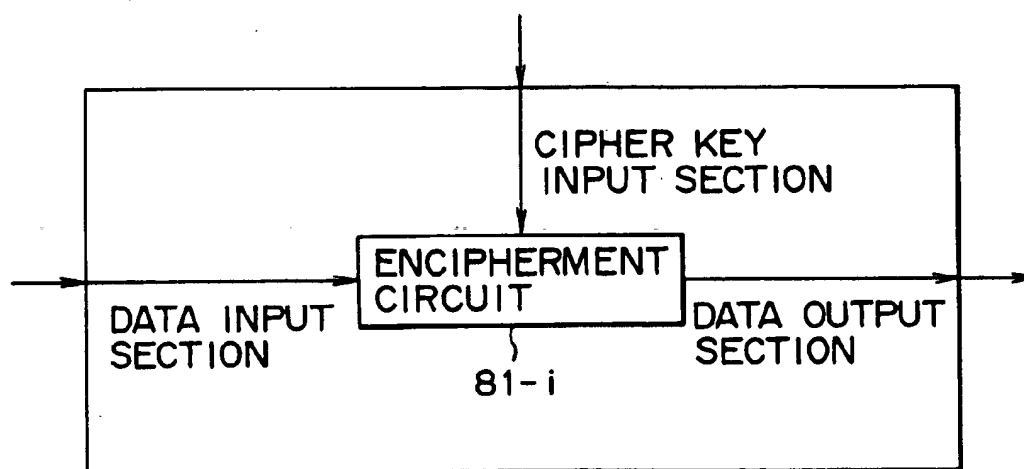 CIPHER KEY
INPUT SECTION
ENCIPHERMENT
CIRCUIT
DATA INPUT
SECTION
DATA OUTPUT
SECTION
81-i